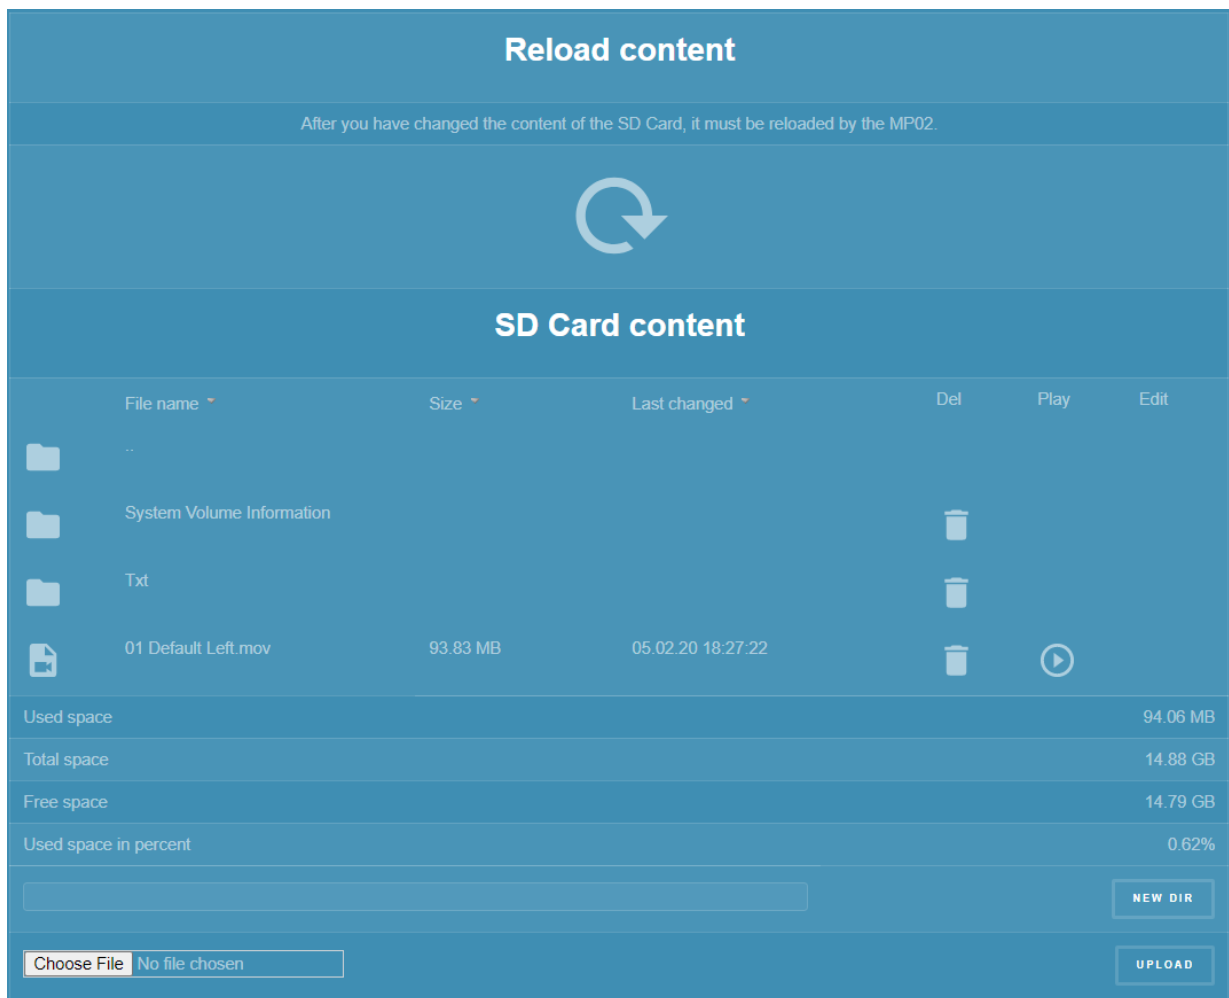 Reload content
After you have changed the content of the SD Card, it must be reloaded by the MP02.
SD Card content
File name Size Last changed Del Play Edit
..
System Volume Information
Txt
01 Default Left.mov 93.83 MB 05.02.20 18:27:22
Used space 94.06 MB
Total space 14.88 GB
Free space 14.79 GB
Used space in percent 0.62%
NEW DIR
Choose File No file chosen UPLOAD